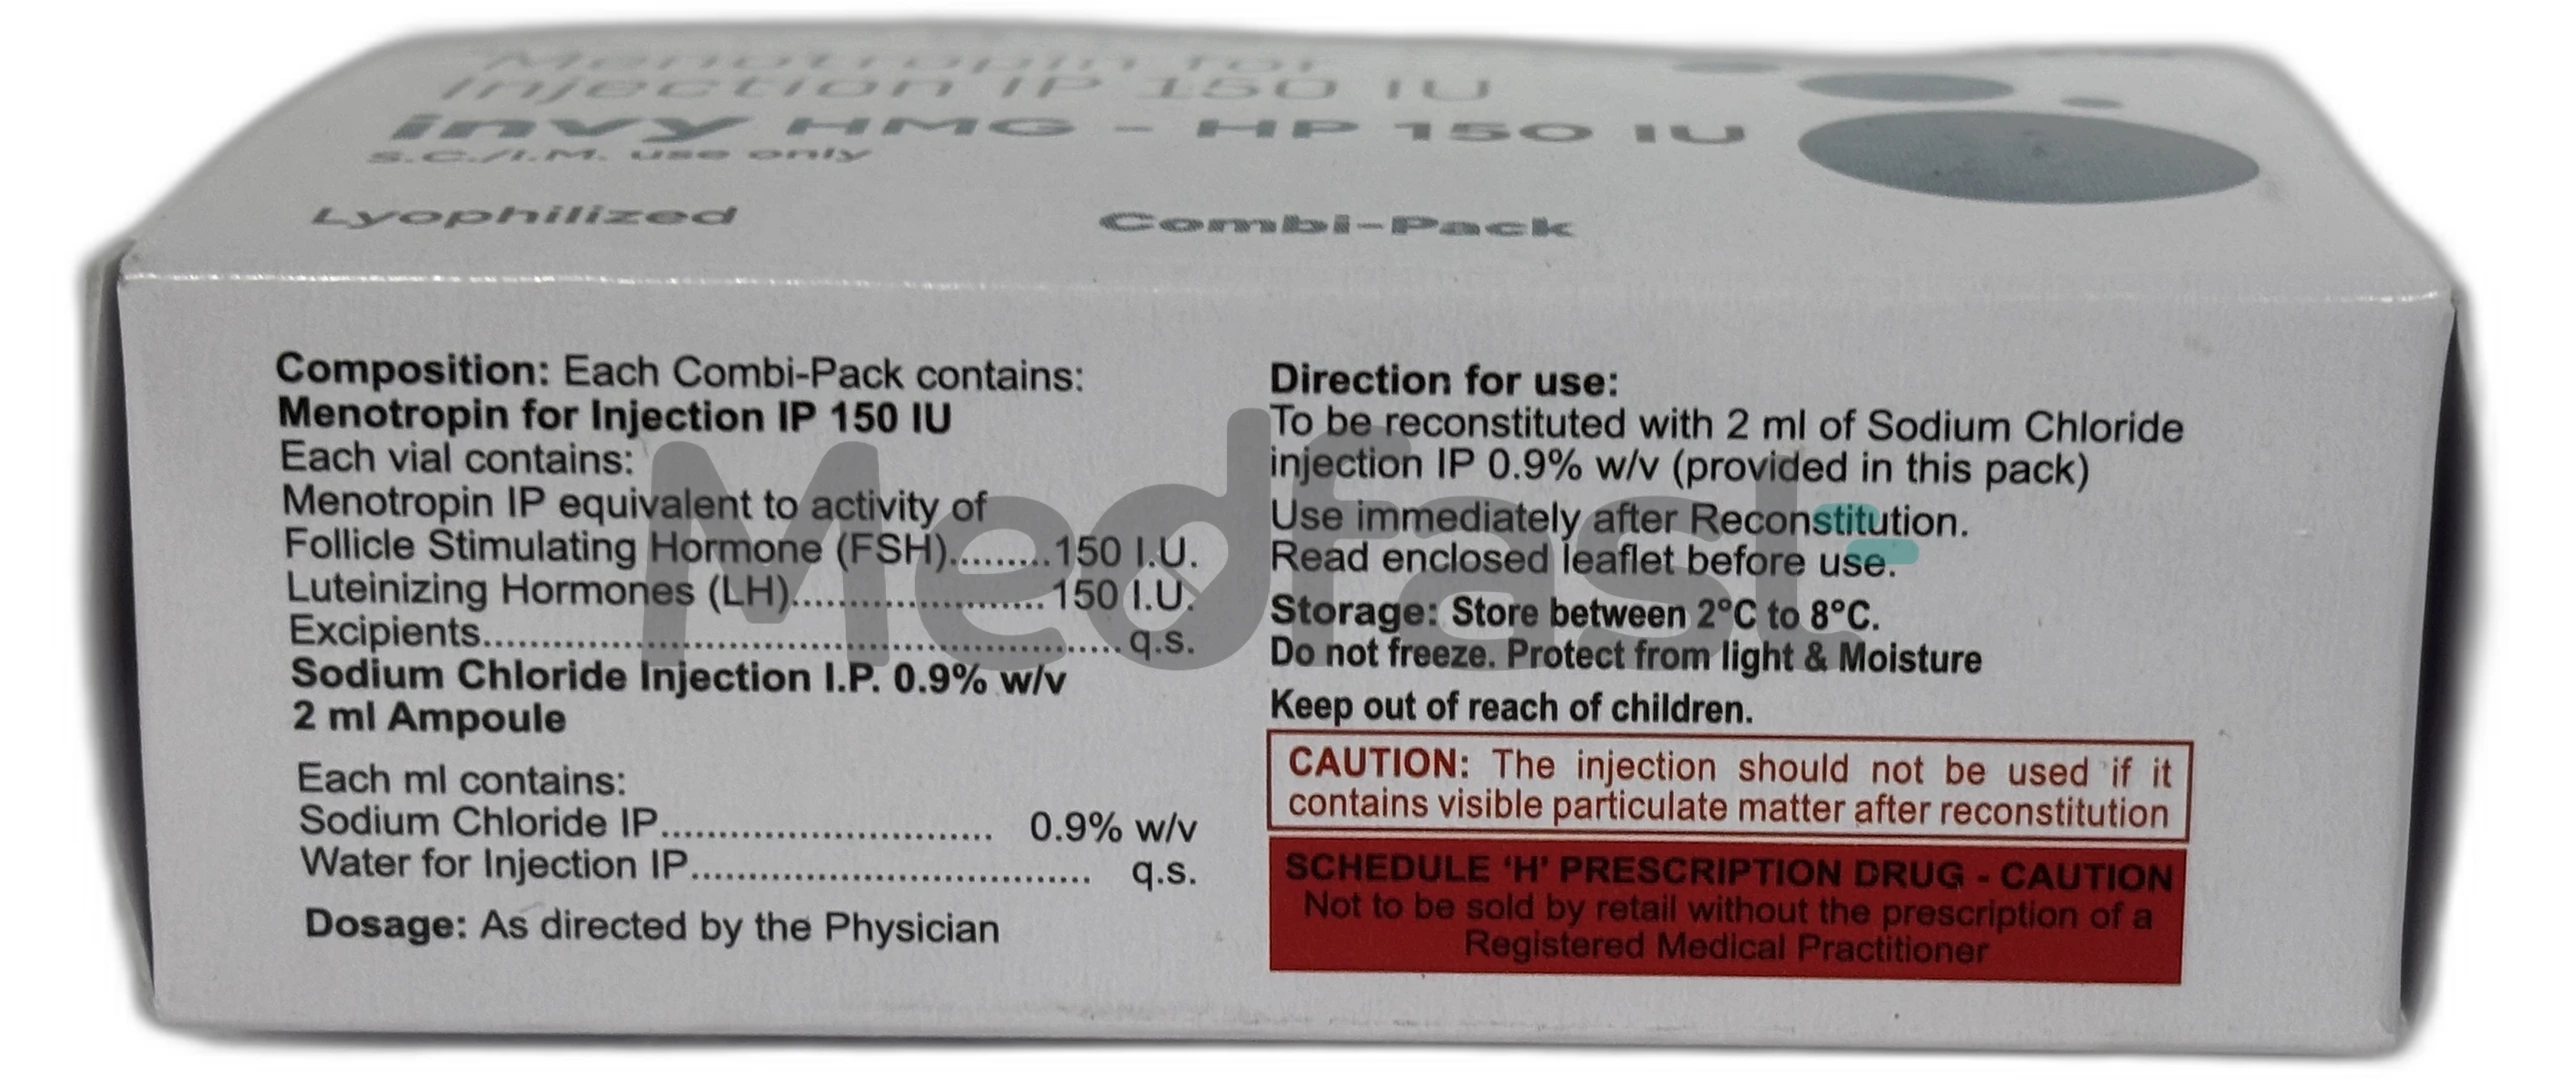 Menotropin for
Injection IP 150 IU
invy HMG - HP 150 IU
S.C./I.M. use only
Lyophilized
Combi-Pack
Composition: Each Combi-Pack contains:
Menotropin for Injection IP 150 IU
Each vial contains:
Menotropin IP equivalent to activity of
Follicle Stimulating Hormone (FSH).........150 I.U.
Luteinizing Hormones (LH)......................150 I.U.
Excipients.......................................................q.s.
Sodium Chloride Injection I.P. 0.9% w/v
2 ml Ampoule
Each ml contains:
Sodium Chloride IP............................. 0.9% w/v
Water for Injection IP................................... q.s.
Dosage: As directed by the Physician
Direction for use:
To be reconstituted with 2 ml of Sodium Chloride
injection IP 0.9% w/v (provided in this pack)
Use immediately after Reconstitution.
Read enclosed leaflet before use.
Storage: Store between 2°C to 8°C.
Do not freeze. Protect from light & Moisture
Keep out of reach of children.
CAUTION: The injection should not be used if it
contains visible particulate matter after reconstitution
SCHEDULE 'H' PRESCRIPTION DRUG - CAUTION
Not to be sold by retail without the prescription of a
Registered Medical Practitioner
Medfast